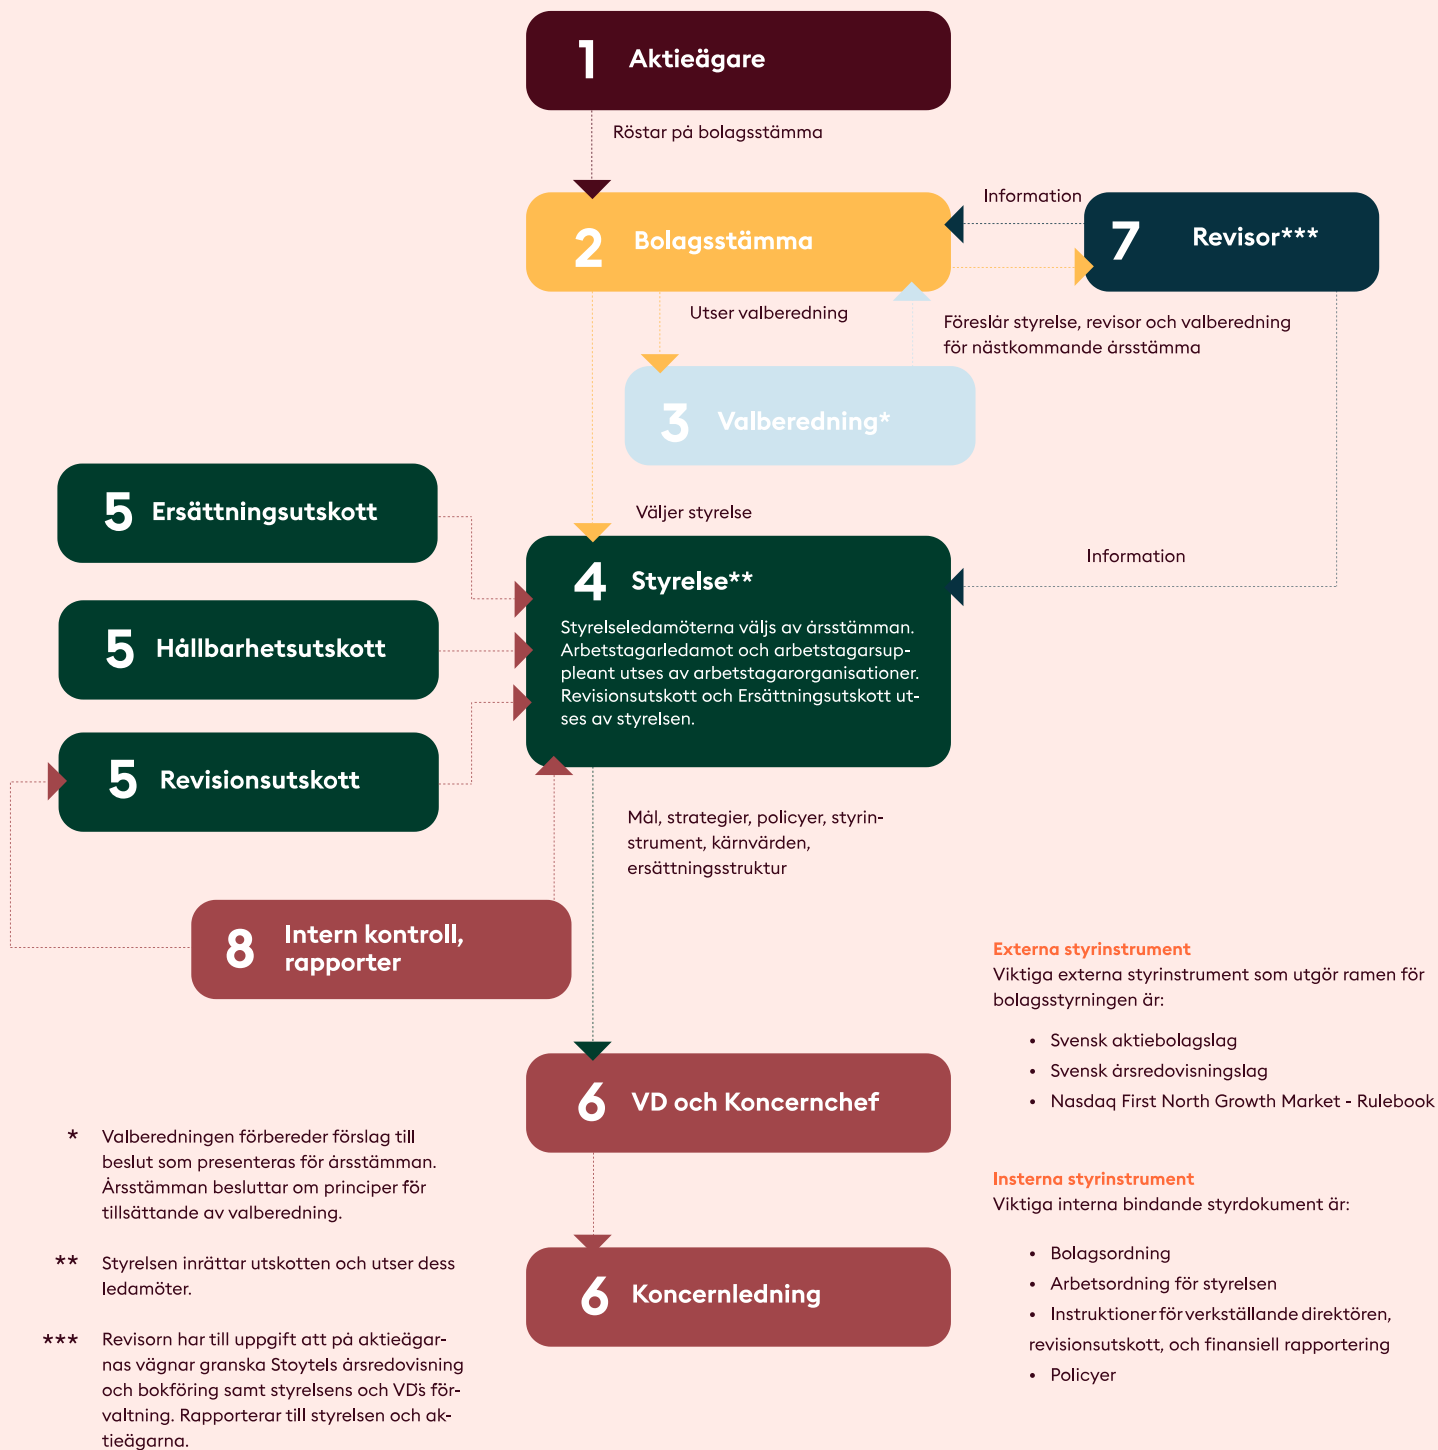 1 Aktieägare
Röstar på bolagsstämma
Information
2 Bolagsstämma
7 Revisor***
Utser valberedning
Föreslår styrelse, revisor och valberedning
för nästkommande årsstämma
3 Valberedning*
5 Ersättningsutskott
Väljer styrelse
Information
4 Styrelse**
Styrelseledamöterna väljs av årsstämman.
Arbetstagarledamot och arbetstagarsup-
pleant utses av arbetstagarorganisationer.
Revisionsutskott och Ersättningsutskott ut-
ses av styrelsen.
5 Hållbarhetsutskott
5 Revisionsutskott
Mål, strategier, policyer, styrin-
strument, kärnvärden,
ersättningsstruktur
8 Intern kontroll,
rapporter
6 VD och Koncernchef
6 Koncernledning
Externa styrinstrument
Viktiga externa styrinstrument som utgör ramen för
bolagsstyrningen är:
• Svensk aktiebolagslag
• Svensk årsredovisningslag
• Nasdaq First North Growth Market - Rulebook
Insterna styrinstrument
Viktiga interna bindande styrdokument är:
• Bolagsordning
• Arbetsordning för styrelsen
• Instruktioner för verkställande direktören,
revisionsutskott, och finansiell rapportering
• Policyer
* Valberedningen förbereder förslag till
beslut som presenteras för årsstämman.
Årsstämman besluttar om principer för
tillsättande av valberedning.
** Styrelsen inrättar utskotten och utser dess
ledamöter.
*** Revisorn har till uppgift att på aktieägar-
nas vägnar granska Stoytels årsredovisning
och bokföring samt styrelsens och VD's för-
valtning. Rapporterar till styrelsen och ak-
tieägarna.